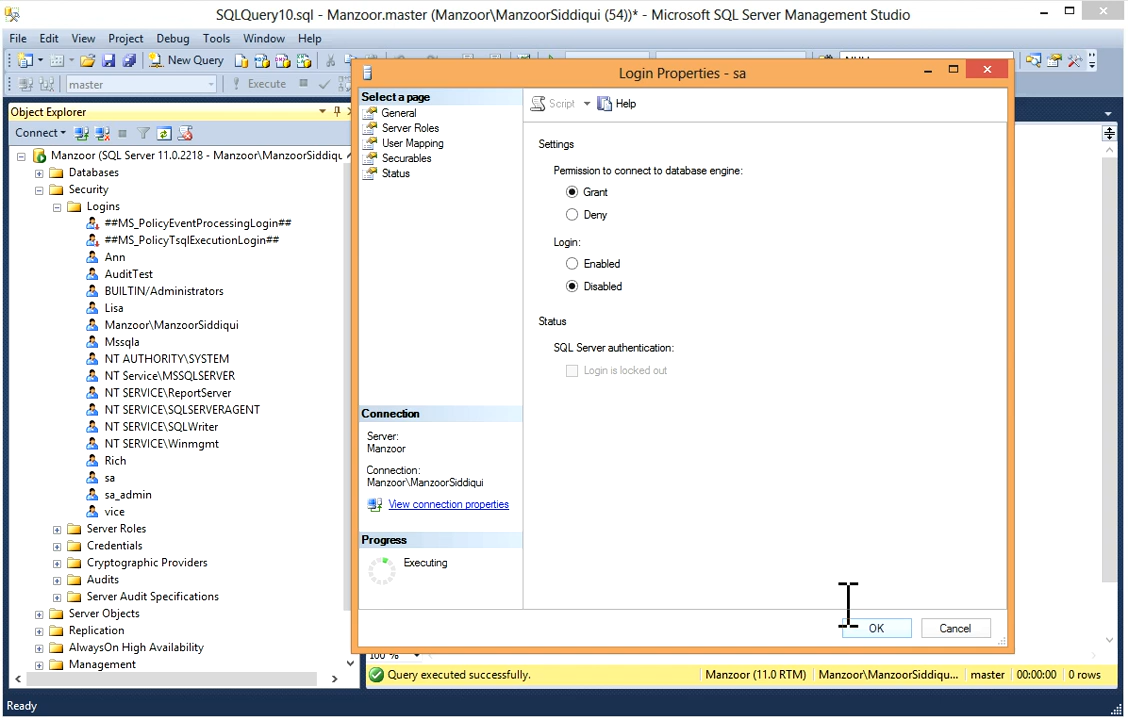 SQLQuery10.sql - Manzoor.master (Manzoor\ManzoorSiddiqui (54))* - Microsoft SQL Server Management Studio
File Edit View Project Debug Tools Window Help
New Query
master Execute
Object Explorer
Connect
Manzoor (SQL Server 11.0.2218 - Manzoor\ManzoorSiddiqu
Databases
Security
Logins
##MS_PolicyEventProcessingLogin##
##MS_PolicyTsqlExecutionLogin##
Ann
AuditTest
BUILTIN/Administrators
Lisa
Manzoor\ManzoorSiddiqui
Mssqla
NT AUTHORITY\SYSTEM
NT Service\MSSQLSERVER
NT SERVICE\ReportServer
NT SERVICE\SQLSERVERAGENT
NT SERVICE\SQLWriter
NT SERVICE\Winmgmt
Rich
sa
sa_admin
vice
Server Roles
Credentials
Cryptographic Providers
Audits
Server Audit Specifications
Server Objects
Replication
AlwaysOn High Availability
Management
Login Properties - sa
Select a page
General
Server Roles
User Mapping
Securables
Status
Connection
Server:
Manzoor
Connection:
Manzoor\ManzoorSiddiqui
View connection properties
Progress
Executing
Script Help
Settings
Permission to connect to database engine:
Grant
Deny
Login:
Enabled
Disabled
Status
SQL Server authentication:
Login is locked out
OK Cancel
100 %
Query executed successfully. Manzoor (11.0 RTM) Manzoor\ManzoorSiddiqu... master 00:00:00 0 rows
Ready